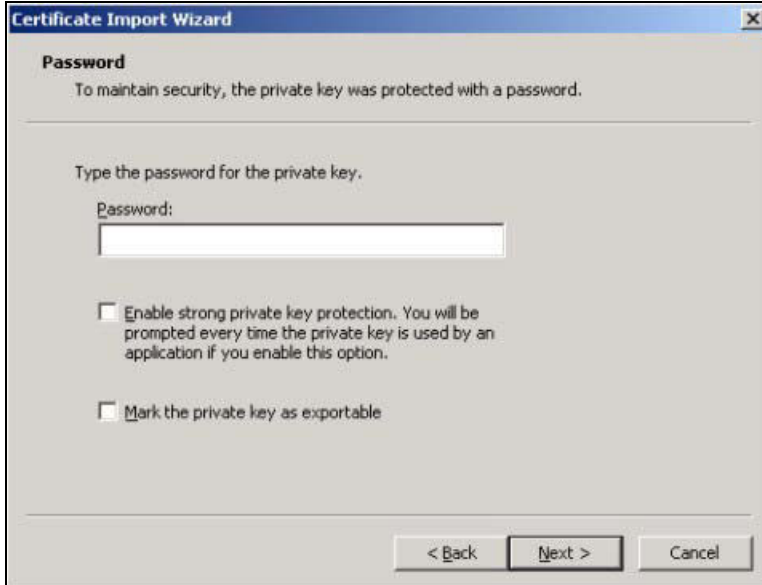 Certificate Import Wizard
Password
To maintain security, the private key was protected with a password.
Type the password for the private key.
Password:
Enable strong private key protection. You will be
prompted every time the private key is used by an
application if you enable this option.
Mark the private key as exportable
< Back
Next >
Cancel